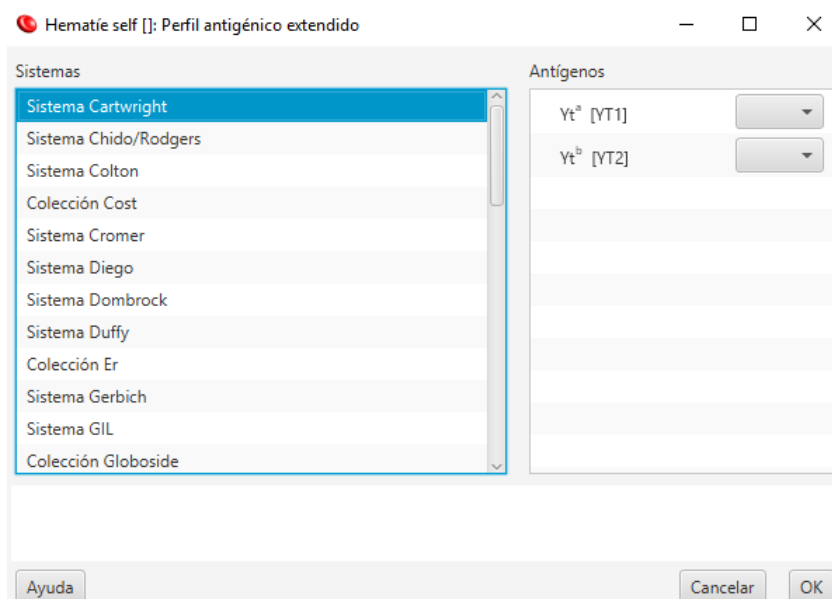 Hematíe self []: Perfil antigénico extendido
Sistemas
Antígenos
Sistema Cartwright
Sistema Chido/Rodgers
Sistema Colton
Colección Cost
Sistema Cromer
Sistema Diego
Sistema Dombrock
Sistema Duffy
Colección Er
Sistema Gerbich
Sistema GIL
Colección Globoside
Ytᵃ [YT1]
Ytᵇ [YT2]
Ayuda
Cancelar
OK